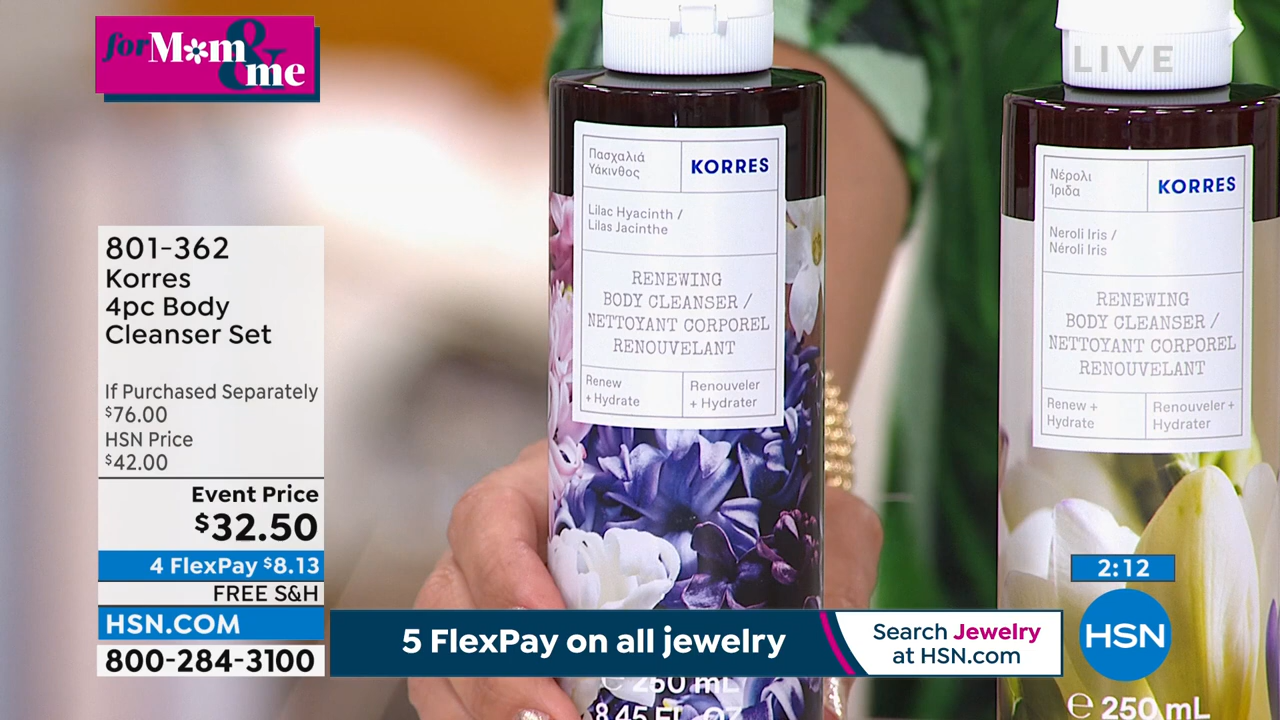 for Mom & me
LIVE
801-362
Korres
4pc Body
Cleanser Set
If Purchased Separately
$76.00
HSN Price
$42.00
Event Price
$32.50
4 FlexPay $8.13
FREE S&H
HSN.COM
800-284-3100
Πασχαλιά
Υάκινθος
KORRES
Lilac Hyacinth /
Lilas Jacinthe
RENEWING
BODY CLEANSER /
NETTOYANT CORPOREL
RENOUVELANT
Renew
+ Hydrate
Renouveler
+ Hydrater
250 mL
8.45 FL. OZ
Νέρολι
Ίριδα
KORRES
Neroli Iris /
Néroli Iris
RENEWING
BODY CLEANSER /
NETTOYANT CORPOREL
RENOUVELANT
Renew +
Hydrate
Renouveler +
Hydrater
℮ 250 mL
2:12
HSN
5 FlexPay on all jewelry
Search Jewelry
at HSN.com